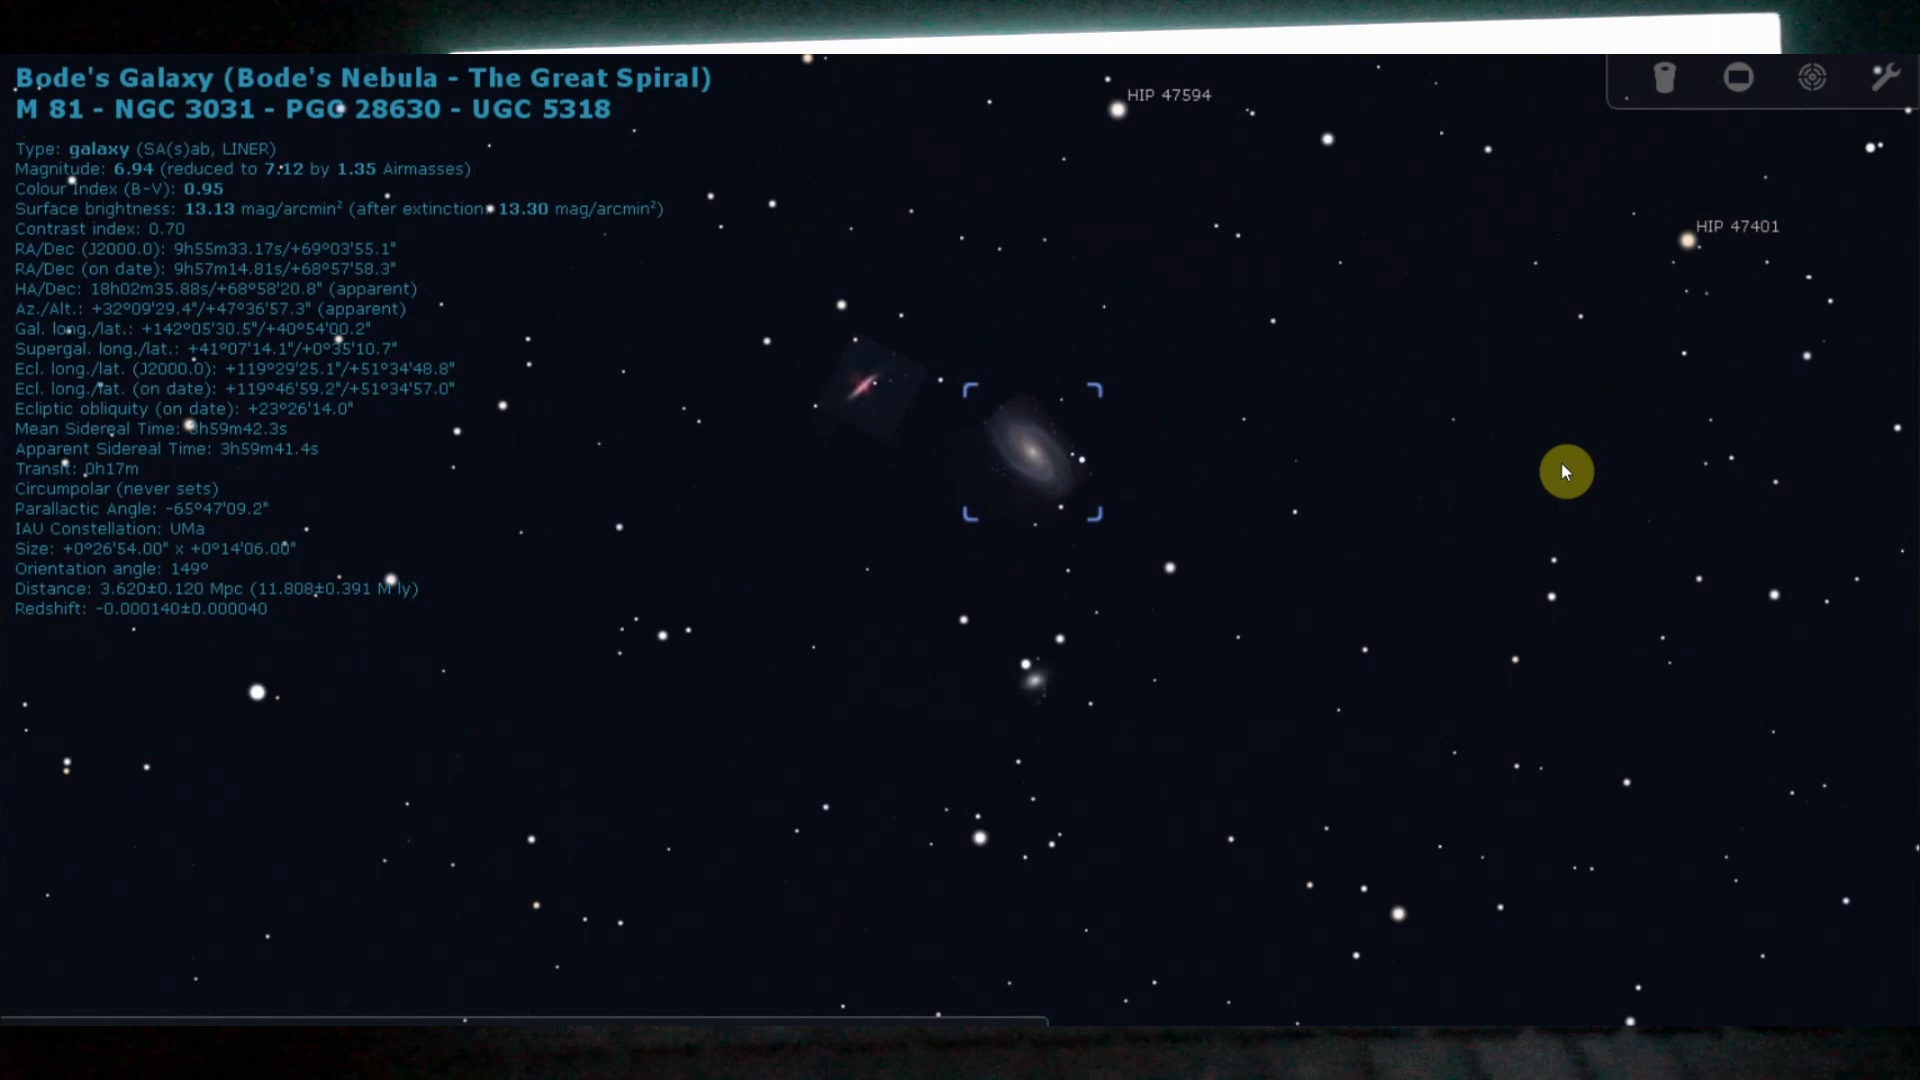 Bode's Galaxy (Bode's Nebula - The Great Spiral)
M 81 - NGC 3031 - PGC 28630 - UGC 5318
HIP 47594
Type: galaxy (SA(s)ab, LINER)
Magnitude: 6.94 (reduced to 7.12 by 1.35 Airmasses)
Colour Index (B-V): 0.95
Surface brightness: 13.13 mag/arcmin² (after extinction: 13.30 mag/arcmin²)
HIP 47401
Contrast index: 0.70
RA/Dec (J2000.0): 9h55m33.17s/+69°03'55.1"
RA/Dec (on date): 9h57m14.81s/+68°57'58.3"
HA/Dec: 18h02m35.88s/+68°58'20.8" (apparent)
Az./Alt.: +32°09'29.4"/+47°36'57.3" (apparent)
Gal. long./lat.: +142°05'30.5"/+40°54'00.2"
Supergal. long./lat.: +41°07'14.1"/+0°35'10.7"
Ecl. long./lat. (J2000.0): +119°29'25.1"/+51°34'48.8"
Ecl. long./lat. (on date): +119°46'59.2"/+51°34'57.0"
Ecliptic obliquity (on date): +23°26'14.0"
Mean Sidereal Time: 3h59m42.3s
Apparent Sidereal Time: 3h59m41.4s
Transit: 0h17m
Circumpolar (never sets)
Parallactic Angle: -65°47'09.2"
IAU Constellation: UMa
Size: +0°26'54.00" x +0°14'06.00"
Orientation angle: 149°
Distance: 3.620±0.120 Mpc (11.808±0.391 M ly)
Redshift: -0.000140±0.000040